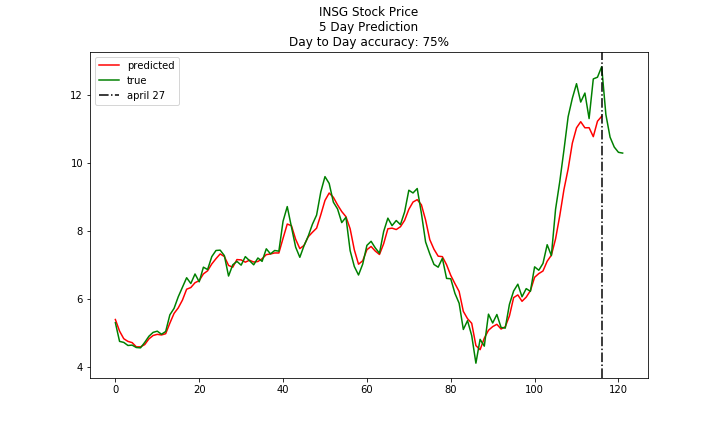 INSG Stock Price
5 Day Prediction
Day to Day accuracy: 75%
predicted
true
april 27
12
10
8
6
4
0
20
40
60
80
100
120